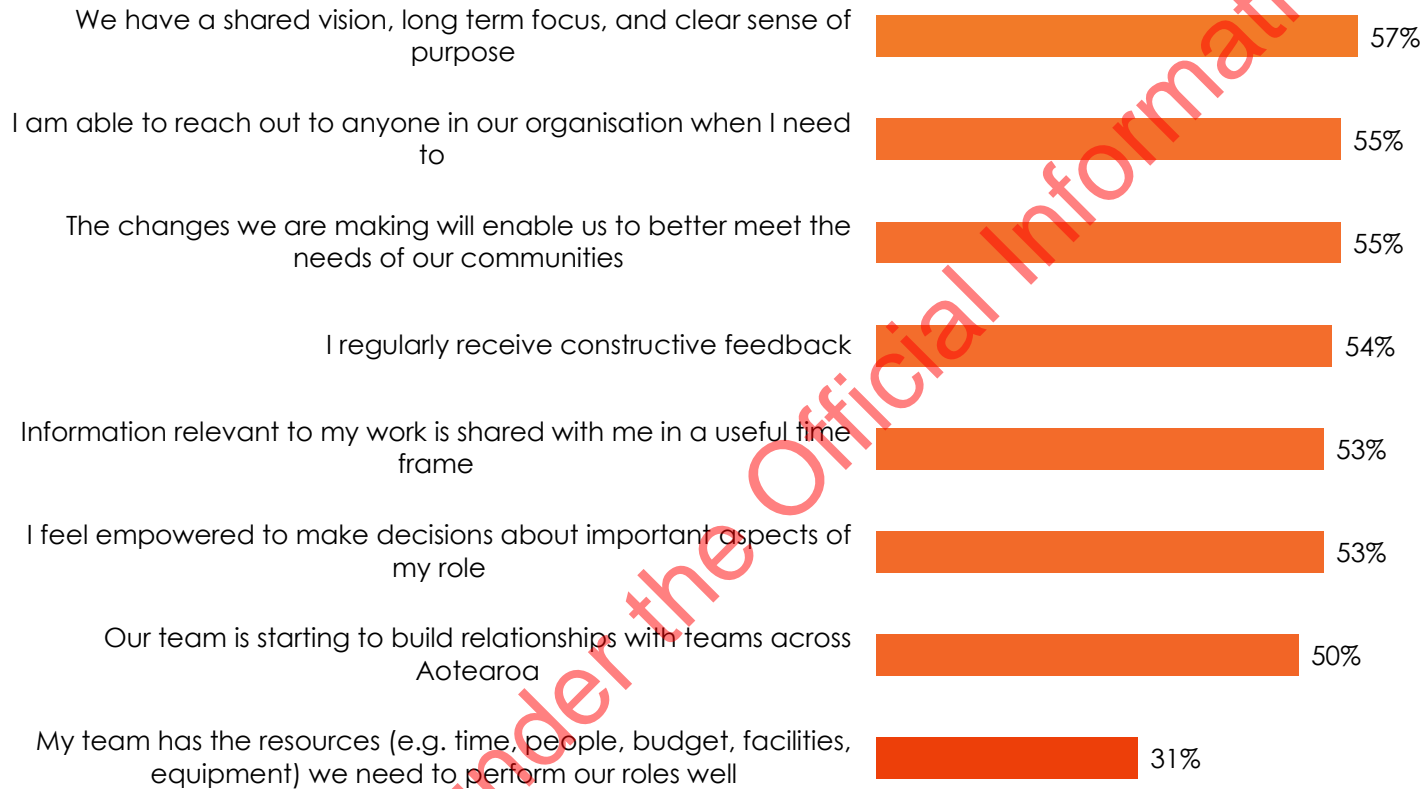 We have a shared vision, long term focus, and clear sense of
purpose
57%
I am able to reach out to anyone in our organisation when I need
to
55%
The changes we are making will enable us to better meet the
needs of our communities
55%
I regularly receive constructive feedback
54%
Information relevant to my work is shared with me in a useful time
frame
53%
I feel empowered to make decisions about important aspects of
my role
53%
Our team is starting to build relationships with teams across
Aotearoa
50%
My team has the resources (e.g. time, people, budget, facilities,
equipment) we need to perform our roles well
31%
the Official